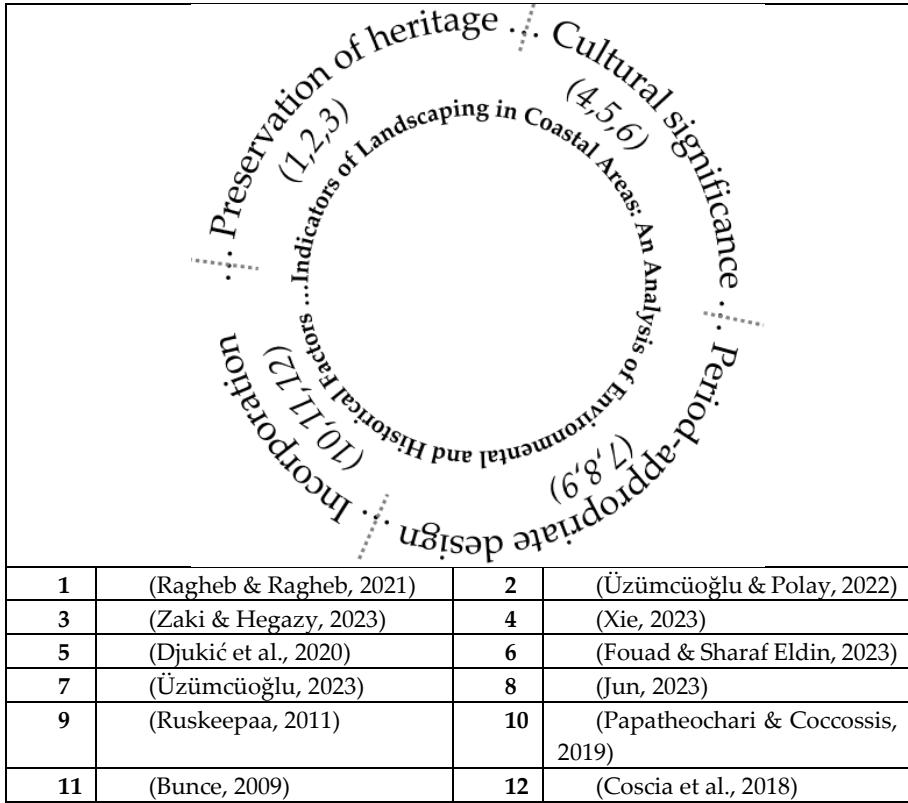 ... Preservation of heritage ...
(1,2,3)
Cultural significance ...
(4,5,6)
Period-appropriate design ...
(7,8,9)
Incorporation
(10,11,12)
...Indicators of Landscaping in Coastal Areas: An Analysis of Environmental and Historical Factors
1 (Ragheb & Ragheb, 2021) 2 (Üzümcüoğlu & Polay, 2022)
3 (Zaki & Hegazy, 2023) 4 (Xie, 2023)
5 (Djukić et al., 2020) 6 (Fouad & Sharaf Eldin, 2023)
7 (Üzümcüoğlu, 2023) 8 (Jun, 2023)
9 (Ruskeepaa, 2011) 10 (Papatheochari & Coccossis,
2019)
11 (Bunce, 2009) 12 (Coscia et al., 2018)